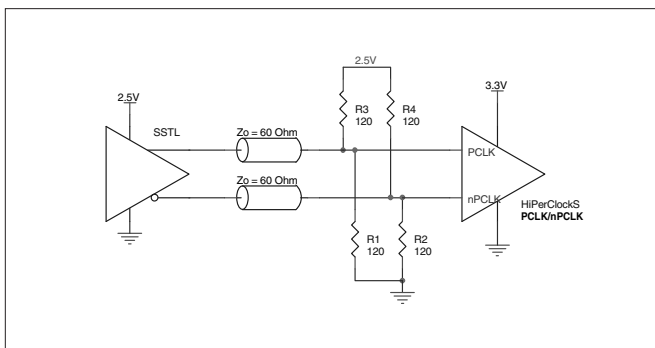 2.5V
3.3V
2.5V
SSTL
R3
120
R4
120
Zo = 60 Ohm
PCLK
Zo = 60 Ohm
nPCLK
HiPerClockS
PCLK/nPCLK
R1
120
R2
120